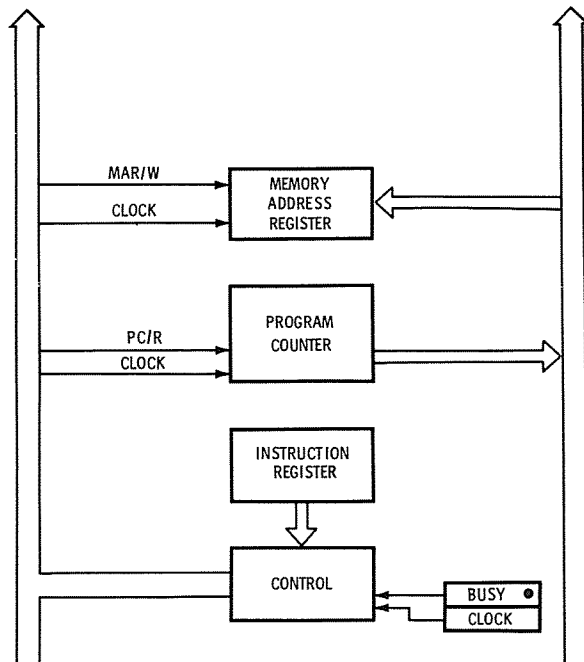 MAR/W
MEMORY
ADDRESS
REGISTER
CLOCK
PROGRAM
COUNTER
PC/R
CLOCK
INSTRUCTION
REGISTER
CONTROL
BUSY
CLOCK